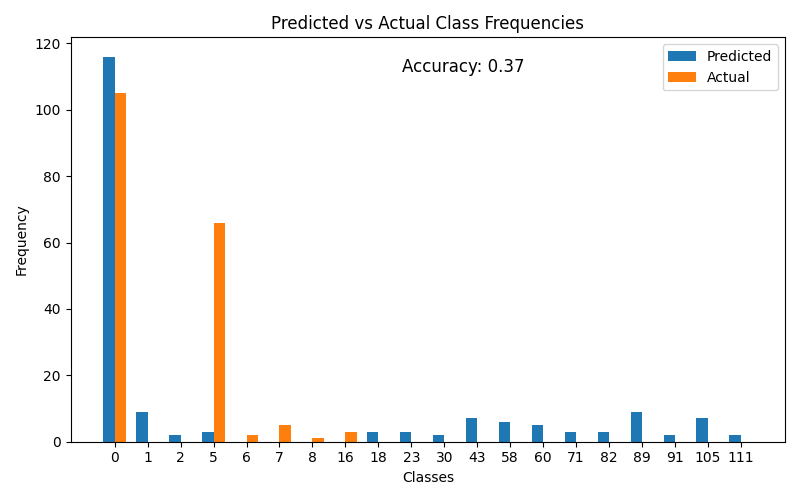 Predicted vs Actual Class Frequencies
Accuracy: 0.37
Predicted
Actual
Frequency
120
100
80
60
40
20
0
0 1 2 5 6 7 8 16 18 23 30 43 58 60 71 82 89 91 105 111
Classes